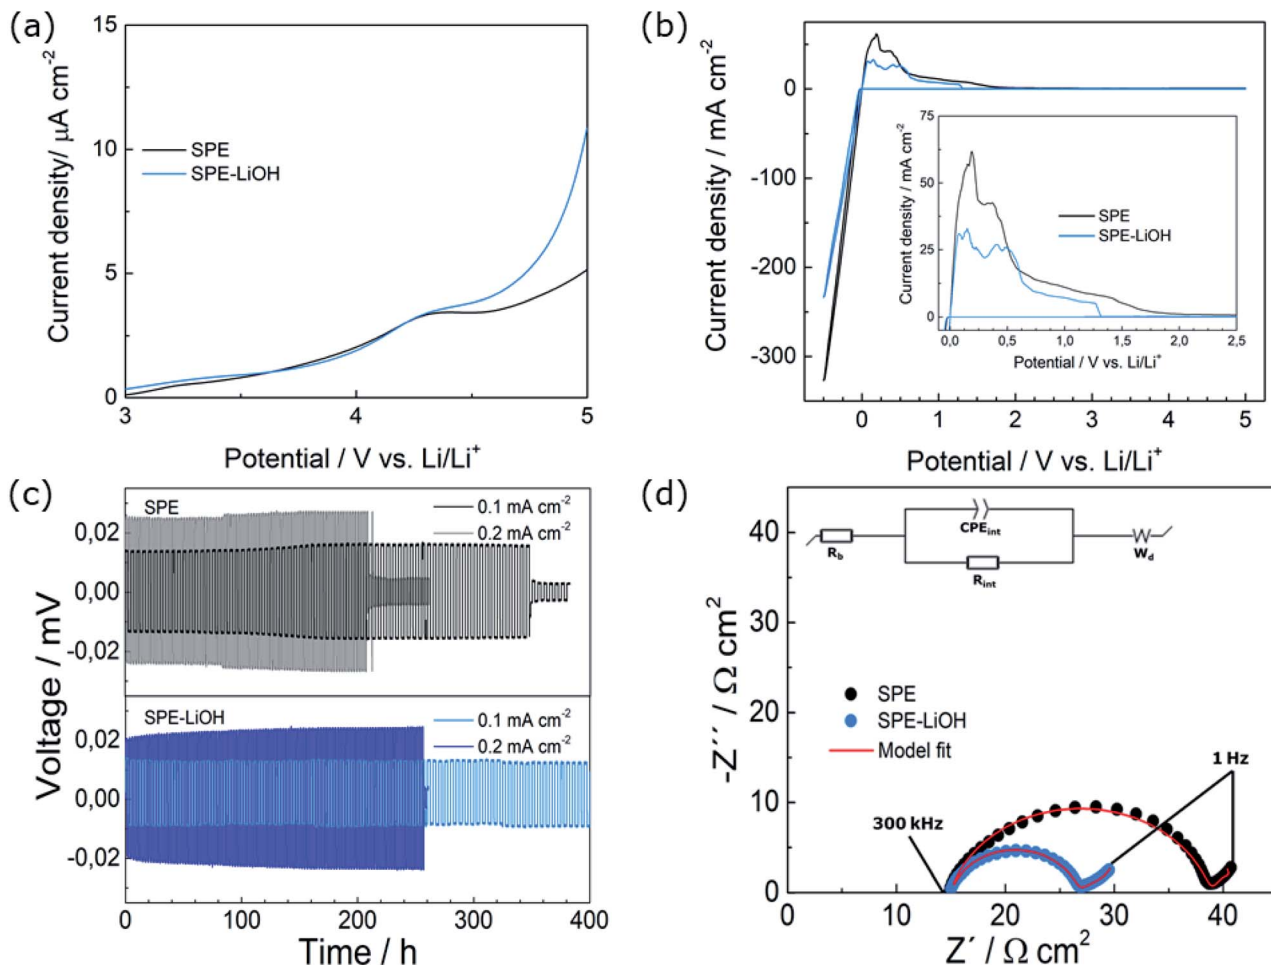 (a)
15
10
5
0
3
4
5
Current density/ μA cm⁻²
SPE
SPE-LiOH
Potential / V vs. Li/Li⁺
(b)
0
-100
-200
-300
0
1
2
3
4
5
Current density / mA cm⁻²
Potential / V vs. Li/Li⁺
75
50
25
0
0,0
0,5
1,0
1,5
2,0
2,5
Current density / mA cm⁻²
SPE
SPE-LiOH
Potential / V vs. Li/Li⁺
(c)
SPE
0.1 mA cm⁻²
0.2 mA cm⁻²
0.02
0,00
-0.02
SPE-LiOH
0.1 mA cm⁻²
0.2 mA cm⁻²
0.02
0.00
-0.02
Voltage / mV
0
100
200
300
400
Time / h
(d)
40
30
20
10
0
0
10
20
30
40
-Z´´ / Ω cm²
Z´ / Ω cm²
R_b
CPE_int
R_int
W_d
SPE
SPE-LiOH
Model fit
300 kHz
1 Hz